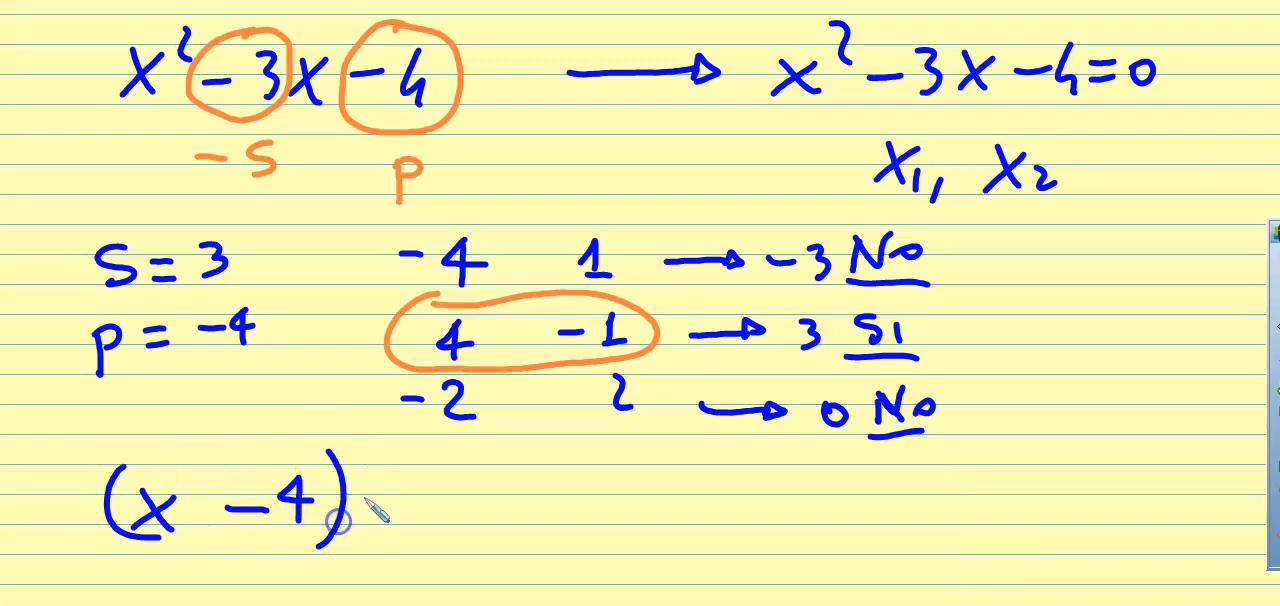 x² - 3x - 4 → x² - 3x - 4 = 0
- S P x₁, x₂
S = 3 -4 1 → -3 No
P = -4 4 -1 → 3 Si
-2 2 → 0 No
(x - 4)